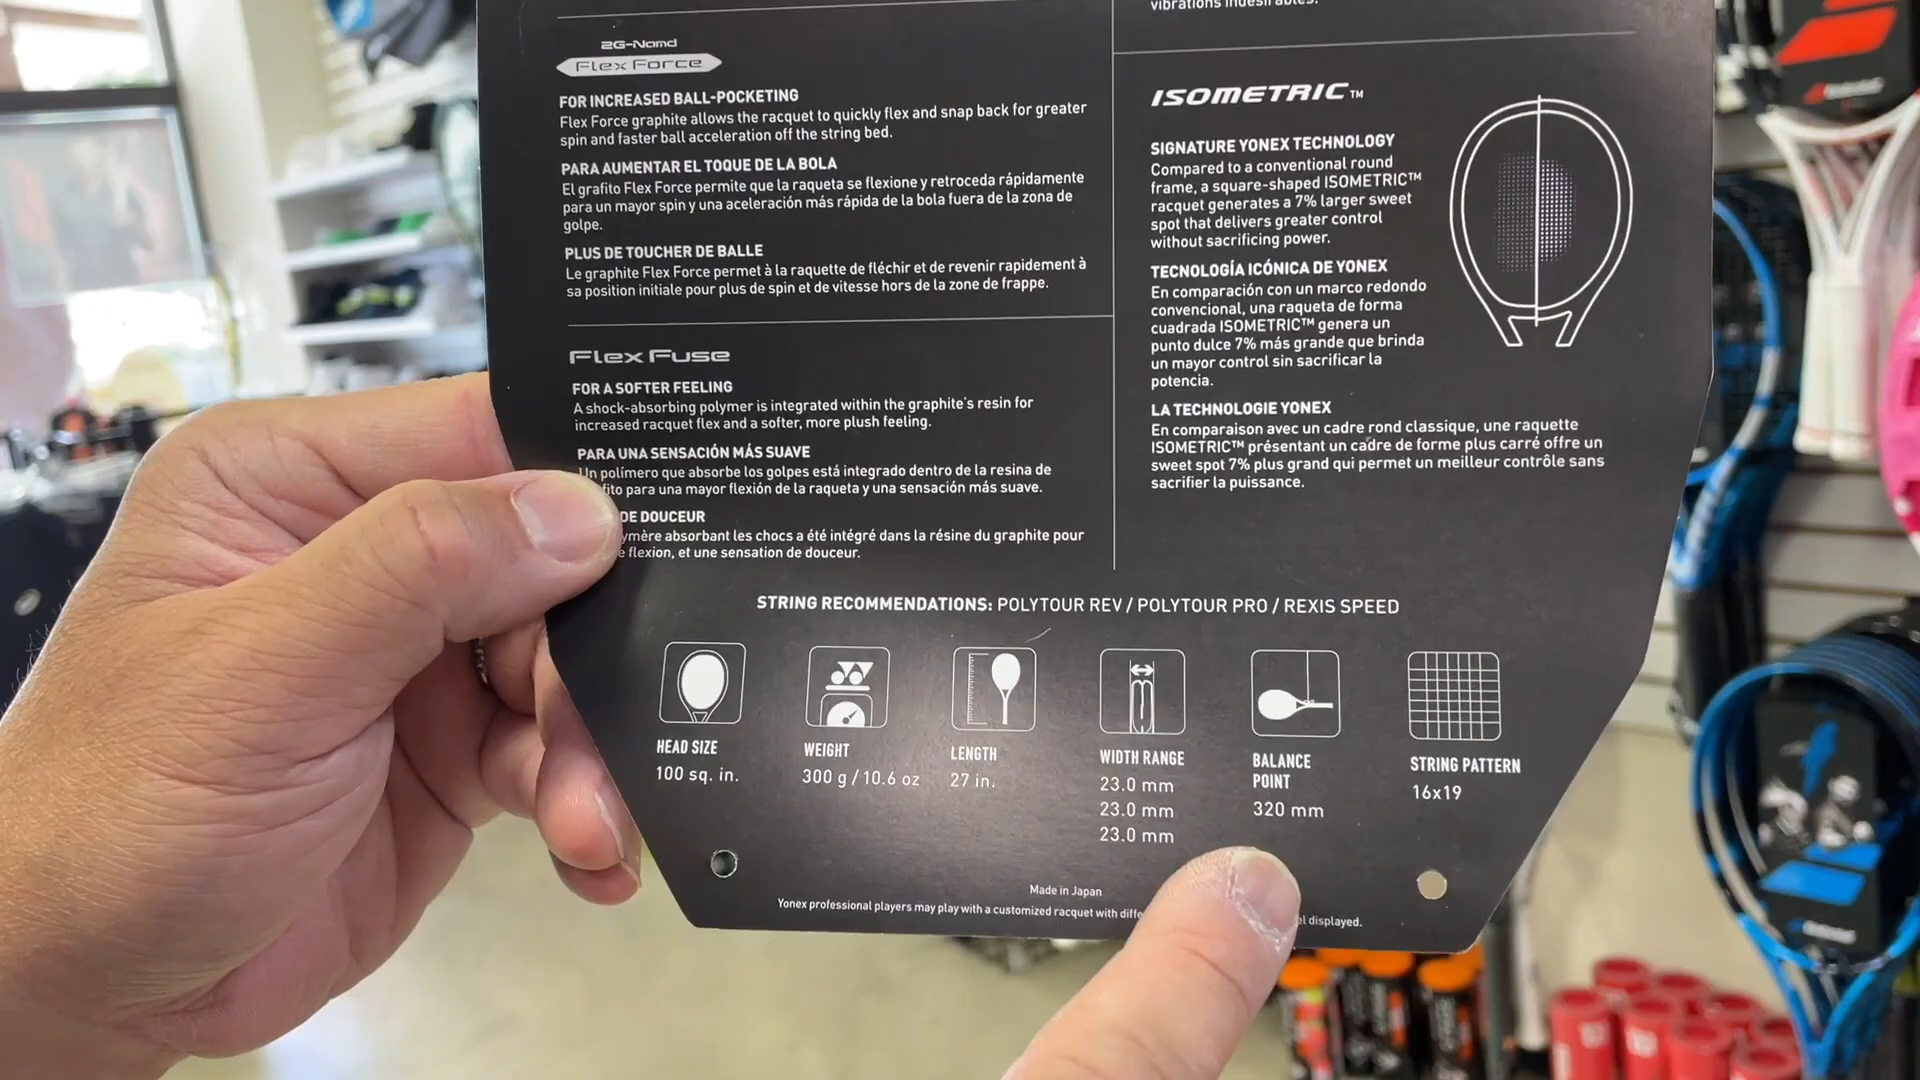 2G-Namd
Flex Force
FOR INCREASED BALL-POCKETING
Flex Force graphite allows the racquet to quickly flex and snap back for greater
spin and faster ball acceleration off the string bed.
PARA AUMENTAR EL TOQUE DE LA BOLA
El grafito Flex Force permite que la raqueta se flexione y retroceda rápidamente
para un mayor spin y una aceleración más rápida de la bola fuera de la zona de
golpe.
PLUS DE TOUCHER DE BALLE
Le graphite Flex Force permet à la raquette de fléchir et de revenir rapidement à
sa position initiale pour plus de spin et de vitesse hors de la zone de frappe.
Flex Fuse
FOR A SOFTER FEELING
A shock-absorbing polymer is integrated within the graphite's resin for
increased racquet flex and a softer, more plush feeling.
PARA UNA SENSACIÓN MÁS SUAVE
Un polímero que absorbe los golpes está integrado dentro de la resina de
fito para una mayor flexión de la raqueta y una sensación más suave.
DE DOUCEUR
ymère absorbant les chocs a été intégré dans la résine du graphite pour
e flexion, et une sensation de douceur.
vibrations indésirables.
ISOMETRIC™
SIGNATURE YONEX TECHNOLOGY
Compared to a conventional round
frame, a square-shaped ISOMETRIC™
racquet generates a 7% larger sweet
spot that delivers greater control
without sacrificing power.
TECNOLOGÍA ICÓNICA DE YONEX
En comparación con un marco redondo
convencional, una raqueta de forma
cuadrada ISOMETRIC™ genera un
punto dulce 7% más grande que brinda
un mayor control sin sacrificar la
potencia.
LA TECHNOLOGIE YONEX
En comparaison avec un cadre rond classique, une raquette
ISOMETRIC™ présentant un cadre de forme plus carré offre un
sweet spot 7% plus grand qui permet un meilleur contrôle sans
sacrifier la puissance.
STRING RECOMMENDATIONS: POLYTOUR REV / POLYTOUR PRO / REXIS SPEED
HEAD SIZE
100 sq. in.
WEIGHT
300 g / 10.6 oz
LENGTH
27 in.
WIDTH RANGE
23.0 mm
23.0 mm
23.0 mm
BALANCE
POINT
320 mm
STRING PATTERN
16x19
Made in Japan
Yonex professional players may play with a customized racquet with diffe el displayed.